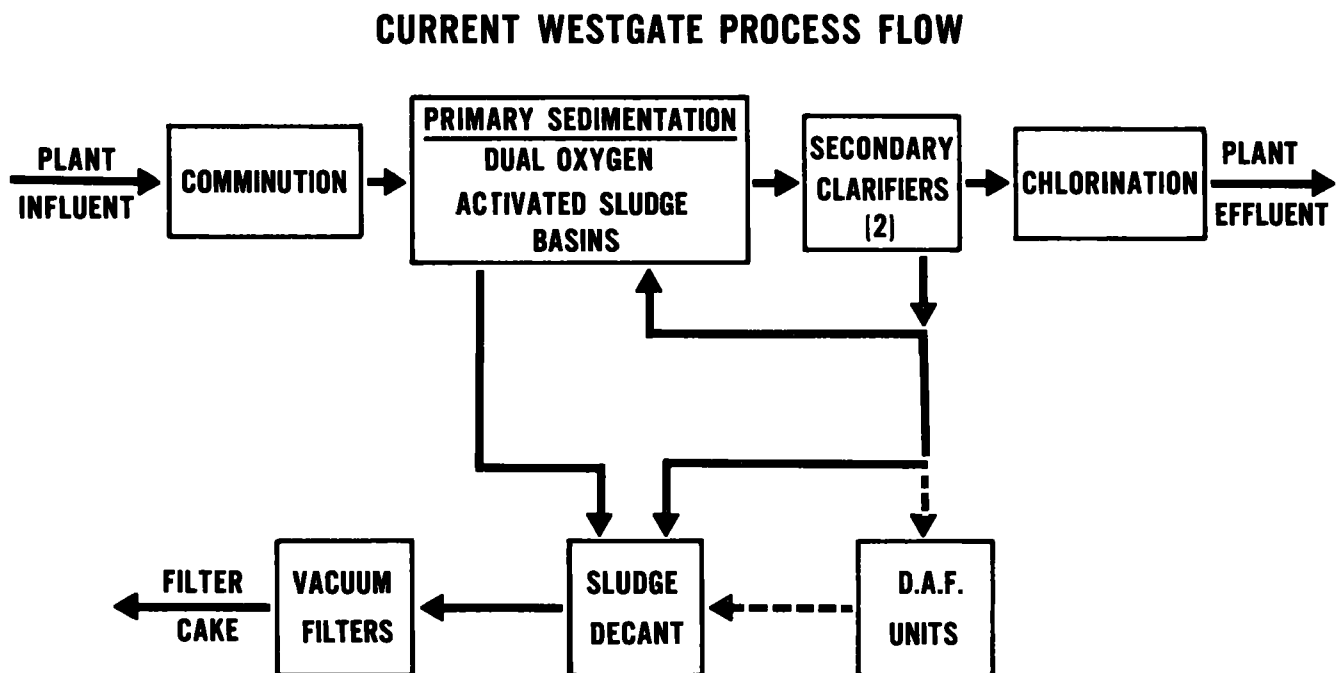 CURRENT WESTGATE PROCESS FLOW
PLANT
INFLUENT
COMMINUTION
PRIMARY SEDIMENTATION
DUAL OXYGEN
ACTIVATED SLUDGE
BASINS
SECONDARY
CLARIFIERS
(2)
CHLORINATION
PLANT
EFFLUENT
FILTER
CAKE
VACUUM
FILTERS
SLUDGE
DECANT
D.A.F.
UNITS